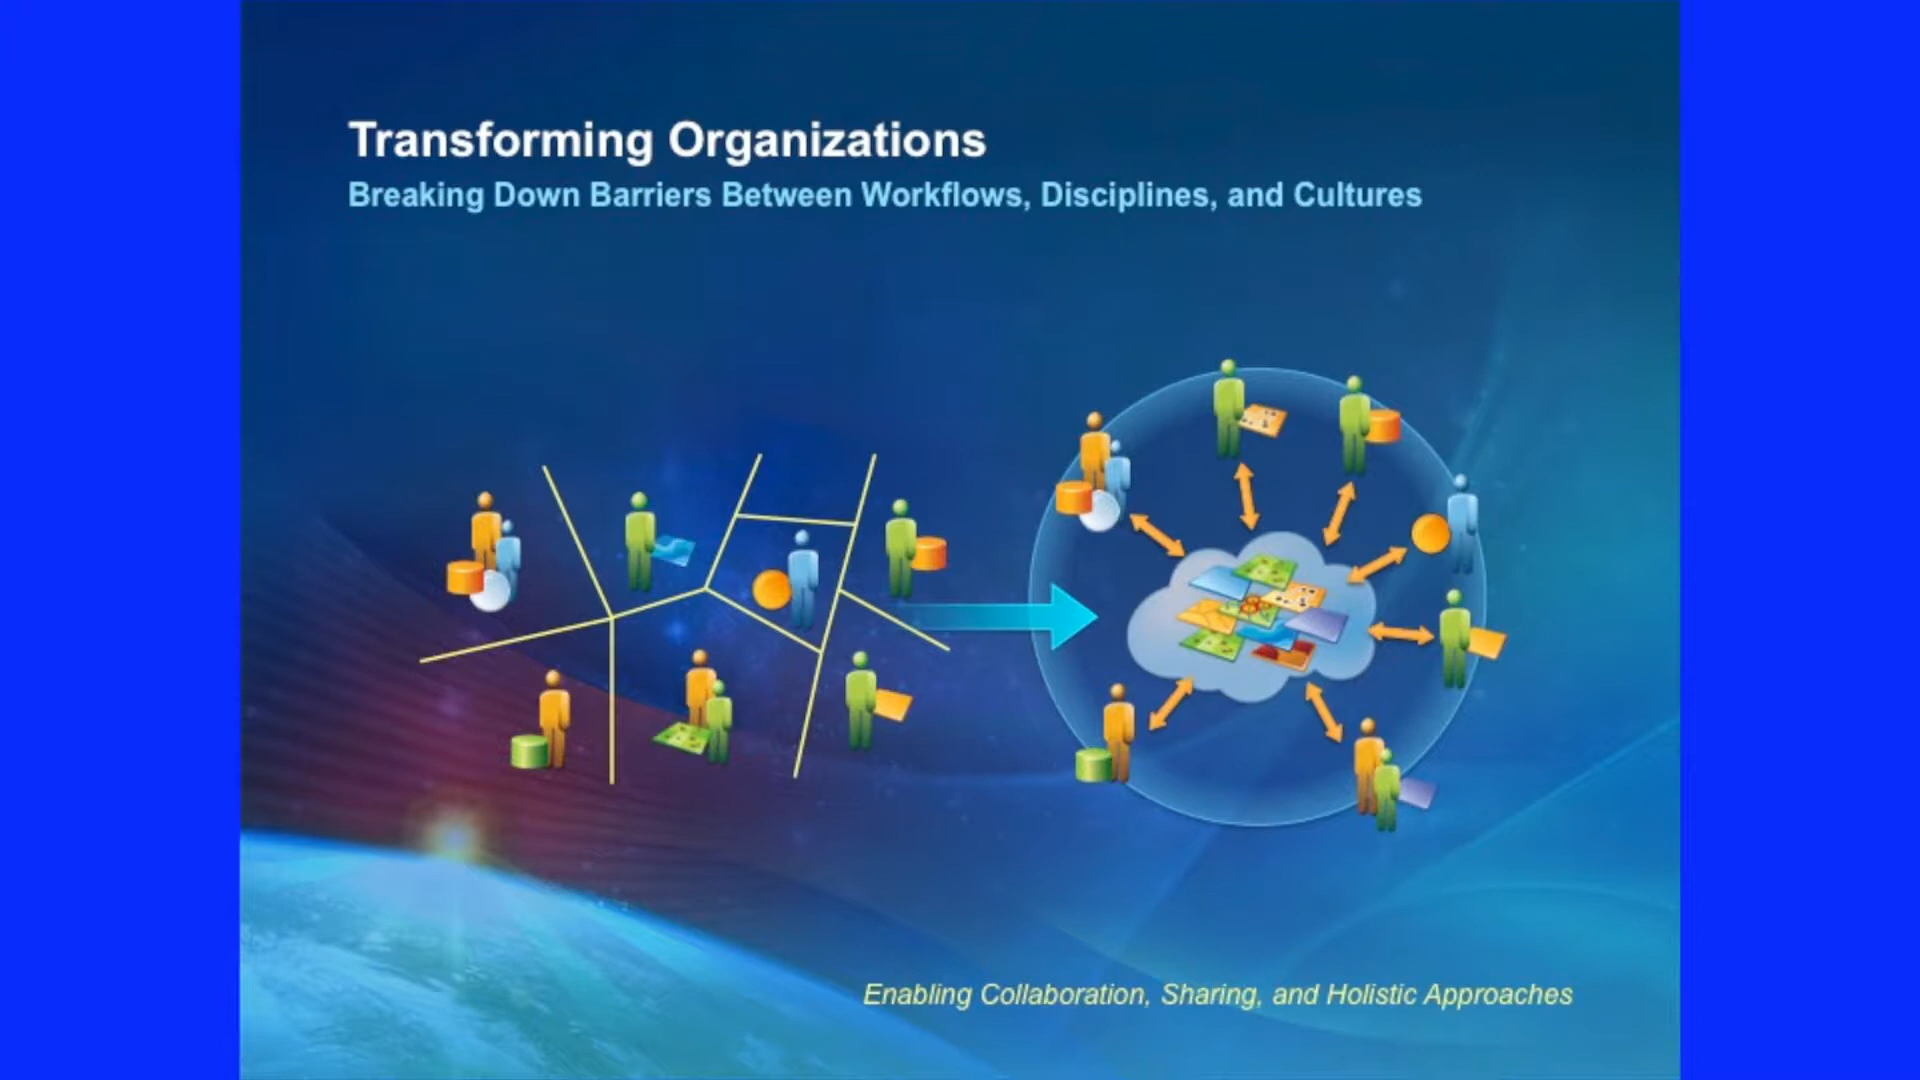 Transforming Organizations
Breaking Down Barriers Between Workflows, Disciplines, and Cultures
Enabling Collaboration, Sharing, and Holistic Approaches